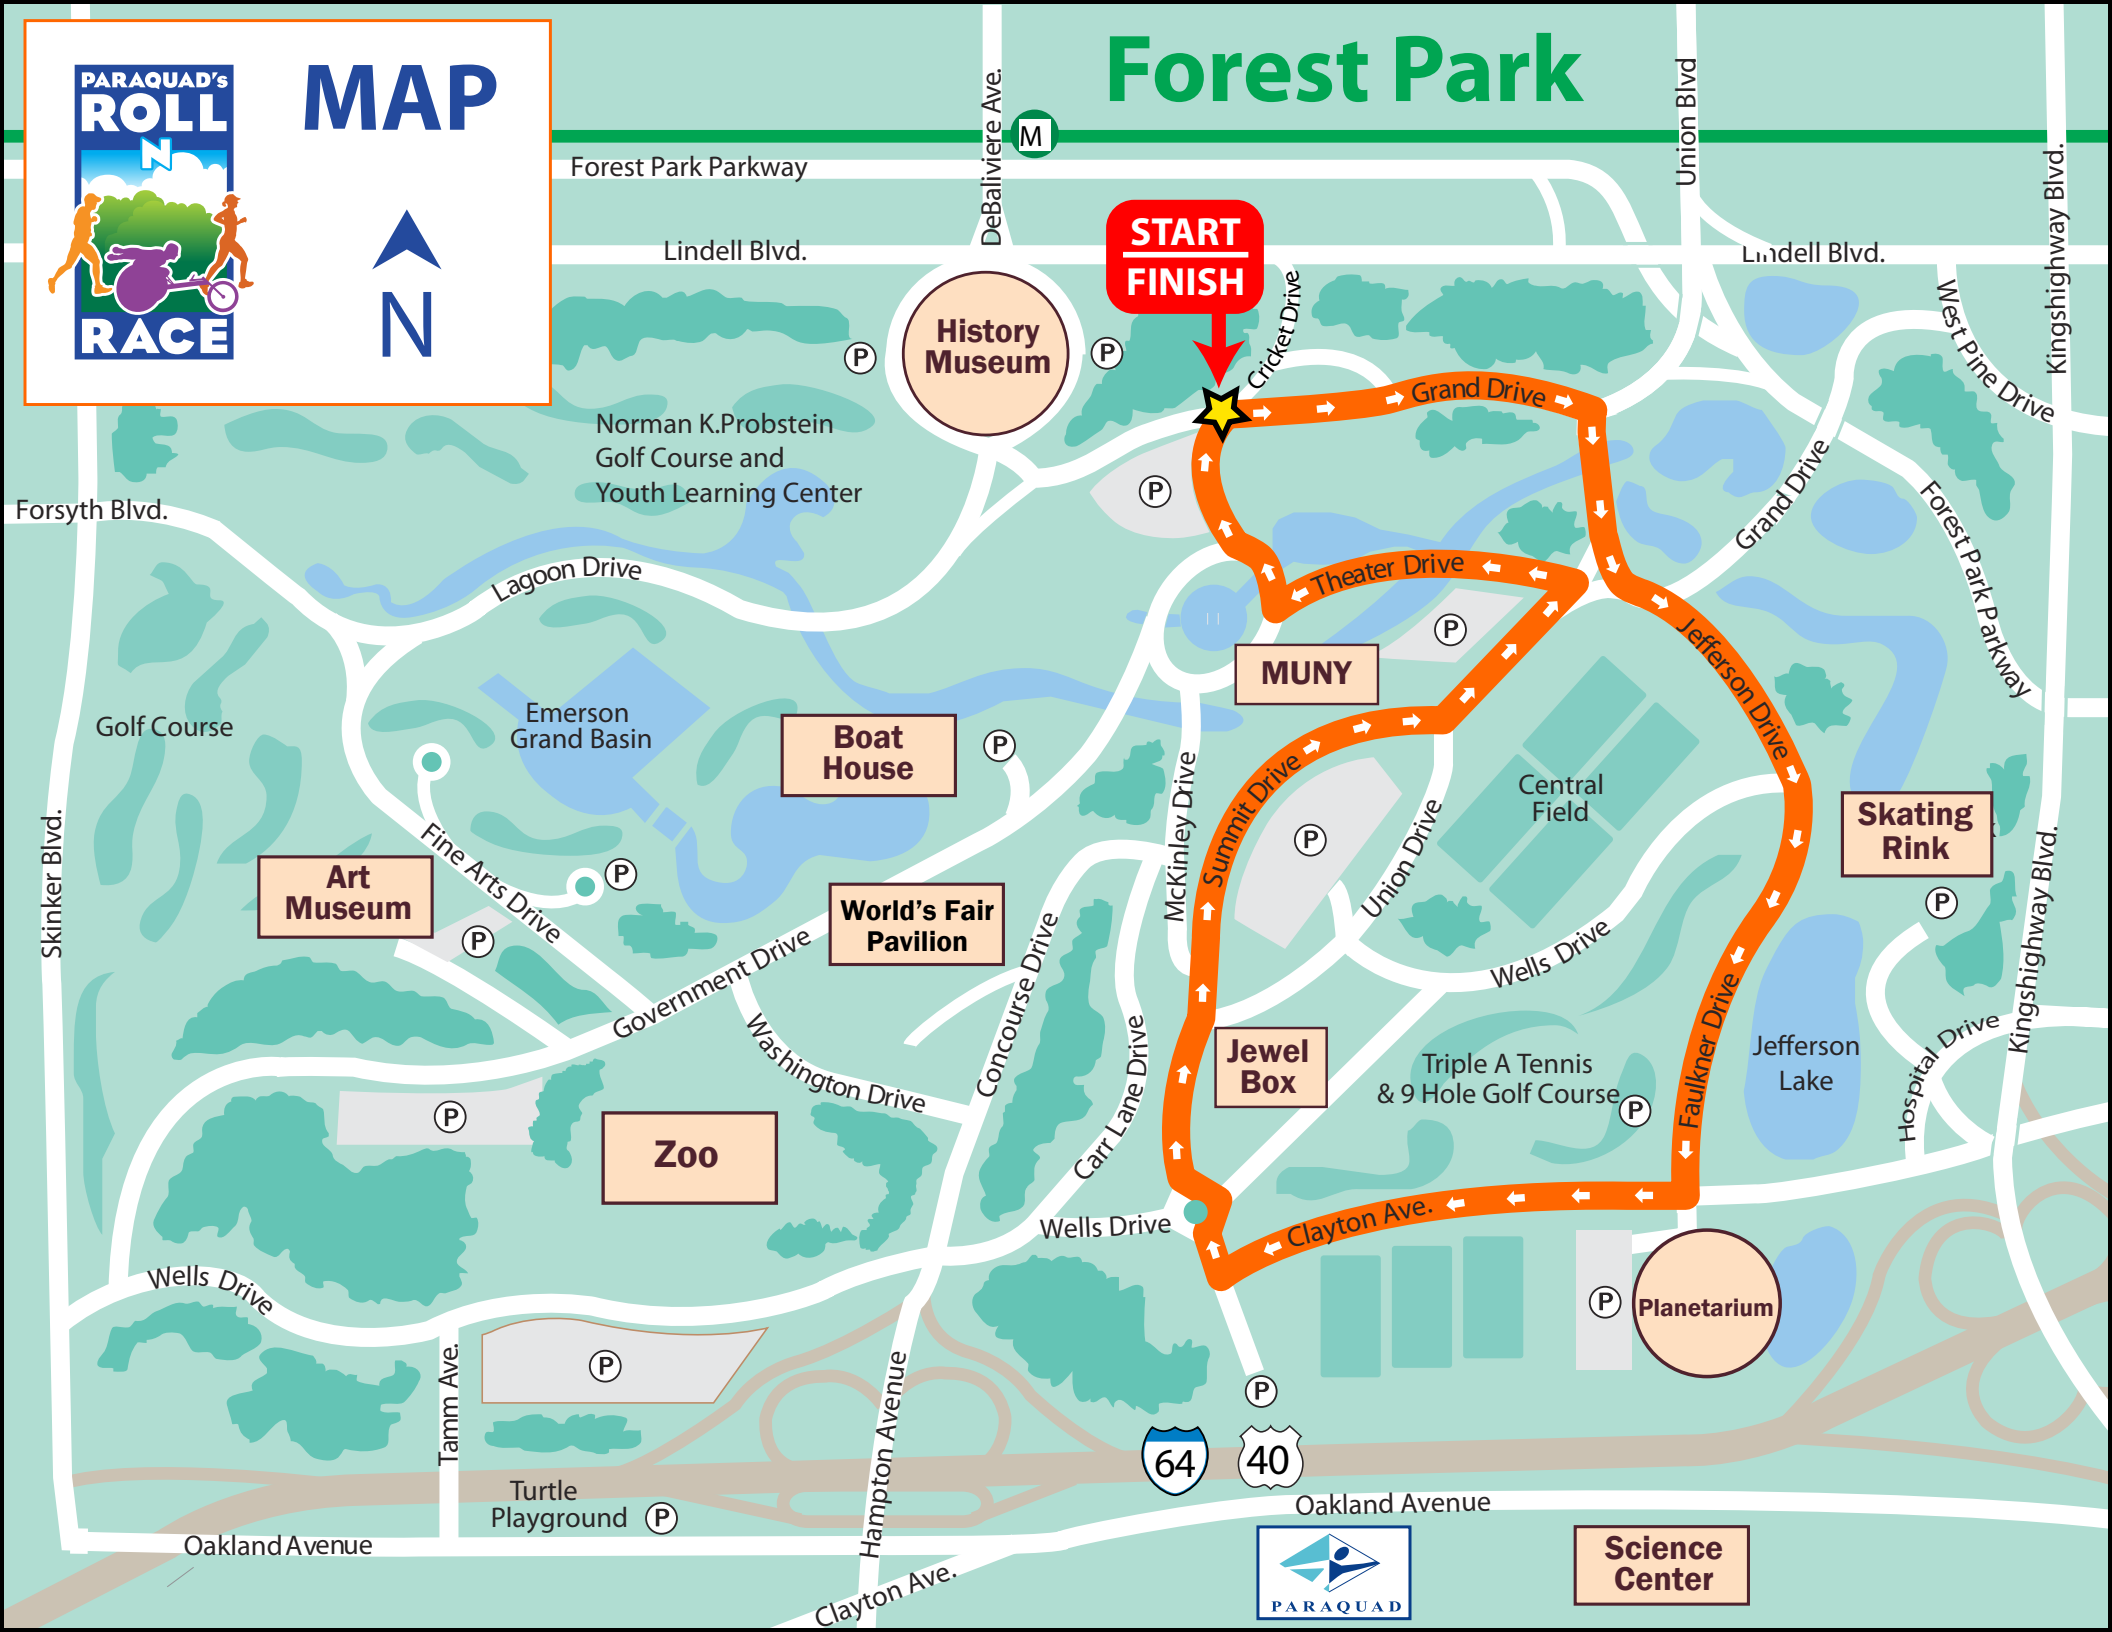 PARAQUAD's
ROLL
N
RACE
MAP
N
Forest Park
M
DeBaliviere Ave.
Union Blvd
Kingshighway Blvd.
Forest Park Parkway
Lindell Blvd.
Lindell Blvd.
START
FINISH
Cricket Drive
West Pine Drive
History
Museum
P
P
Grand Drive
Norman K.Probstein
Golf Course and
Youth Learning Center
P
Grand Drive
Forest Park Parkway
Forsyth Blvd.
Lagoon Drive
Theater Drive
P
Jefferson Drive
MUNY
Golf Course
Emerson
Grand Basin
Boat
House
P
McKinley Drive
Summit Drive
P
Union Drive
Central
Field
Skating
Rink
P
Skinker Blvd.
Fine Arts Drive
P
Art
Museum
P
World's Fair
Pavilion
Government Drive
Concourse Drive
Wells Drive
Kingshighway Blvd.
Washington Drive
Carr Lane Drive
Jewel
Box
Triple A Tennis
& 9 Hole Golf Course
P
Faulkner Drive
Jefferson
Lake
Hospital Drive
P
Zoo
Wells Drive
Clayton Ave.
Wells Drive
P
Planetarium
Tamm Ave.
P
Hampton Avenue
P
64
40
Turtle
Playground
P
Oakland Avenue
Oakland Avenue
Clayton Ave.
PARAQUAD
Science
Center